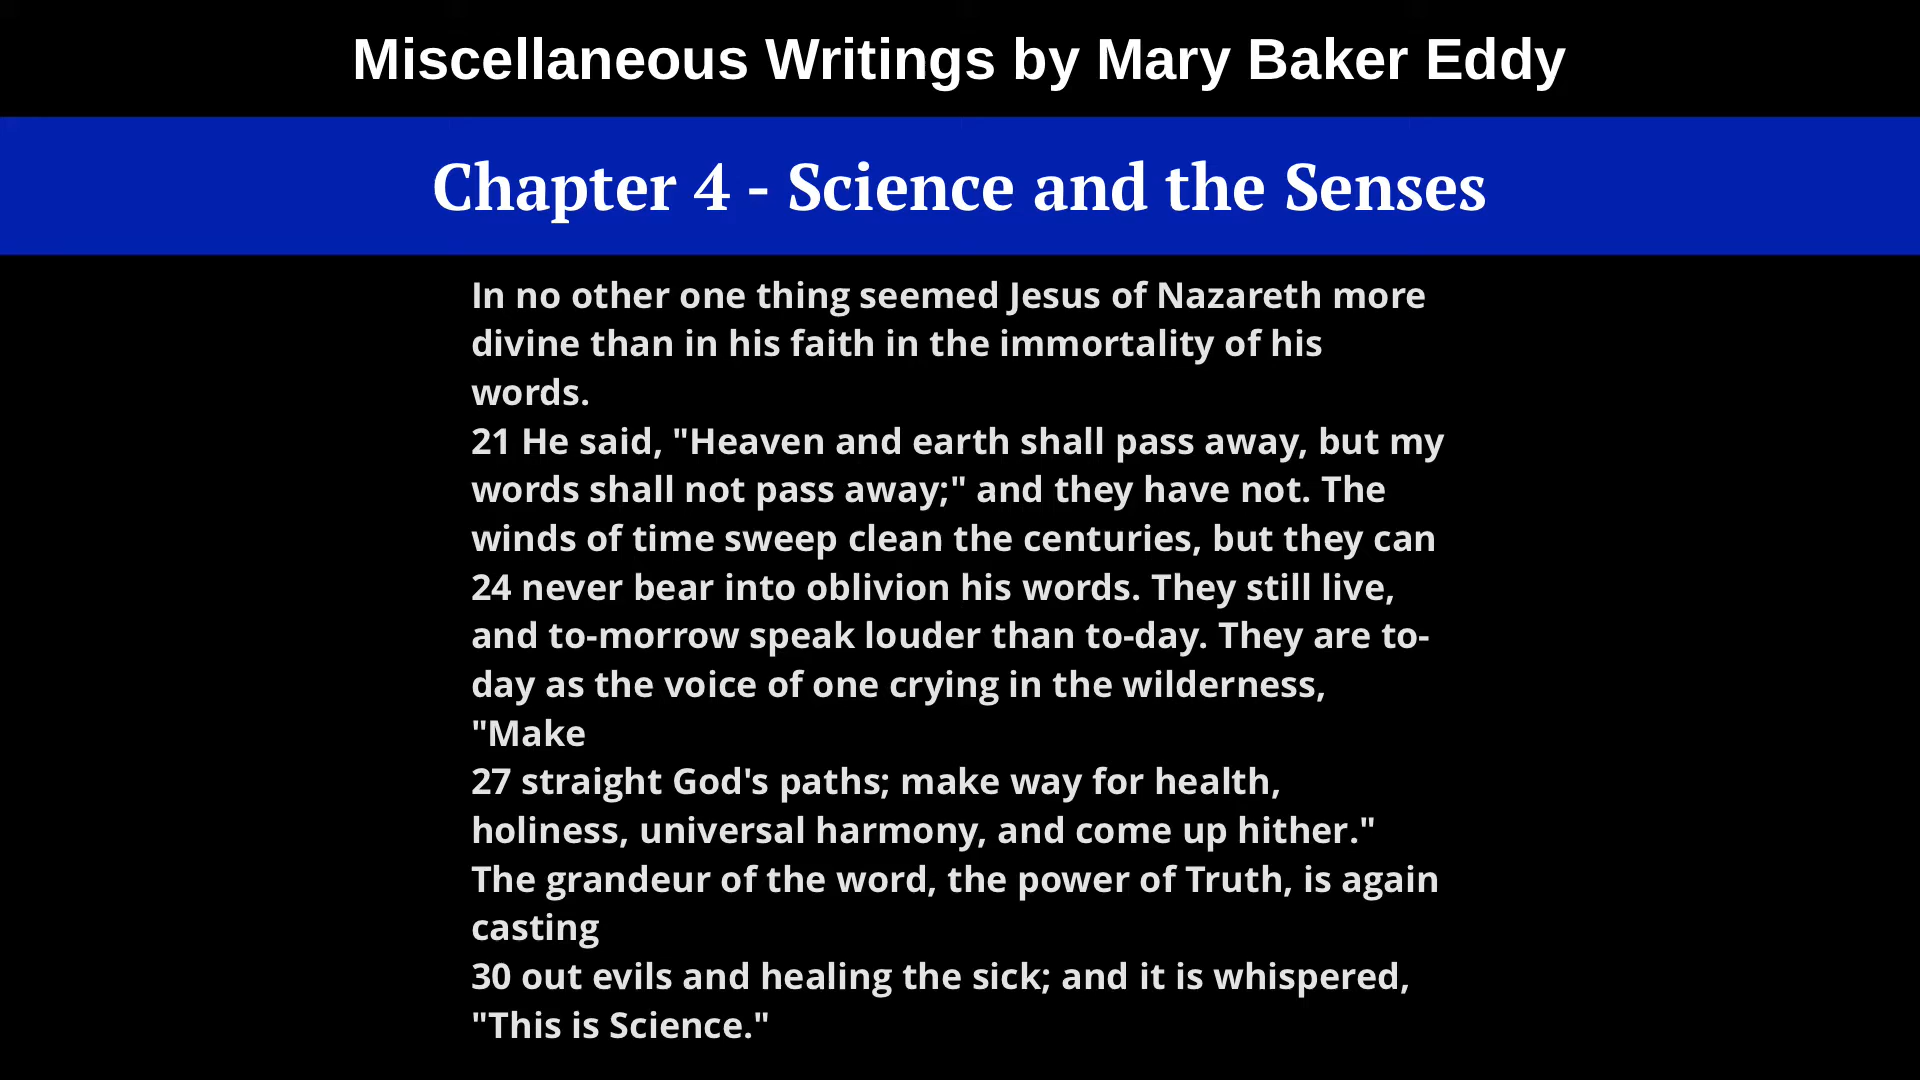 Miscellaneous Writings by Mary Baker Eddy
Chapter 4 - Science and the Senses
In no other one thing seemed Jesus of Nazareth more
divine than in his faith in the immortality of his
words.
21 He said, "Heaven and earth shall pass away, but my
words shall not pass away;" and they have not. The
winds of time sweep clean the centuries, but they can
24 never bear into oblivion his words. They still live,
and to-morrow speak louder than to-day. They are to-
day as the voice of one crying in the wilderness,
"Make
27 straight God's paths; make way for health,
holiness, universal harmony, and come up hither."
The grandeur of the word, the power of Truth, is again
casting
30 out evils and healing the sick; and it is whispered,
"This is Science."